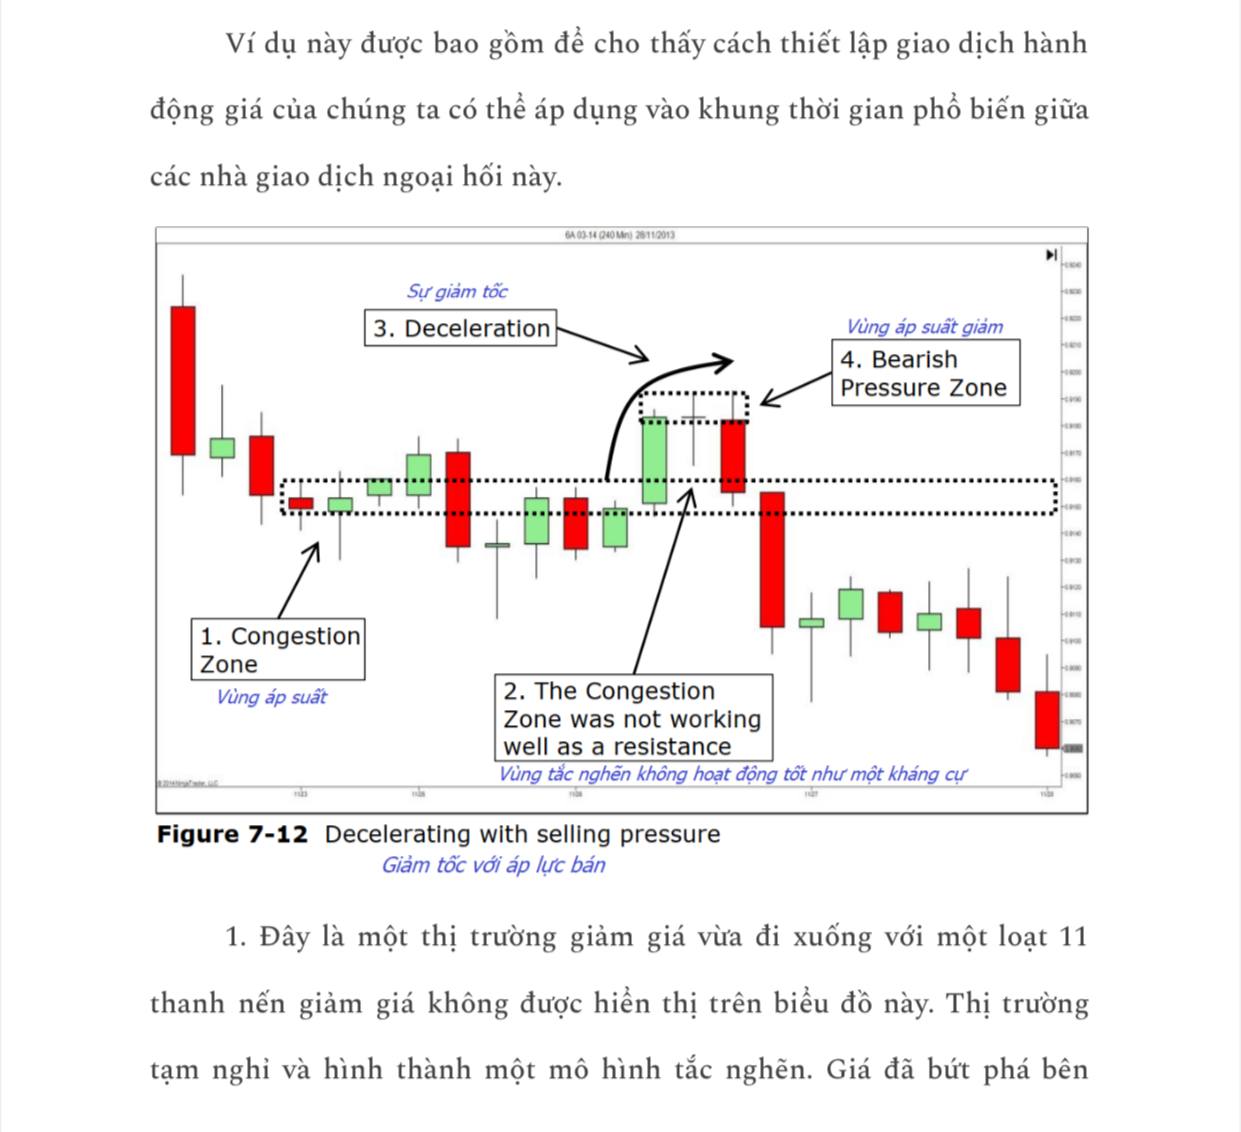 Ví dụ này được bao gồm để cho thấy cách thiết lập giao dịch hành
động giá của chúng ta có thể áp dụng vào khung thời gian phổ biến giữa
các nhà giao dịch ngoại hối này.
6A 03-14 (240 Min) 28/11/2013
Sự giảm tốc
3. Deceleration
Vùng áp suất giảm
4. Bearish
Pressure Zone
1. Congestion
Zone
Vùng áp suất
2. The Congestion
Zone was not working
well as a resistance
Vùng tắc nghẽn không hoạt động tốt như một kháng cự
Figure 7-12 Decelerating with selling pressure
Giảm tốc với áp lực bán
1. Đây là một thị trường giảm giá vừa đi xuống với một loạt 11
thanh nến giảm giá không được hiển thị trên biểu đồ này. Thị trường
tạm nghỉ và hình thành một mô hình tắc nghẽn. Giá đã bứt phá bên